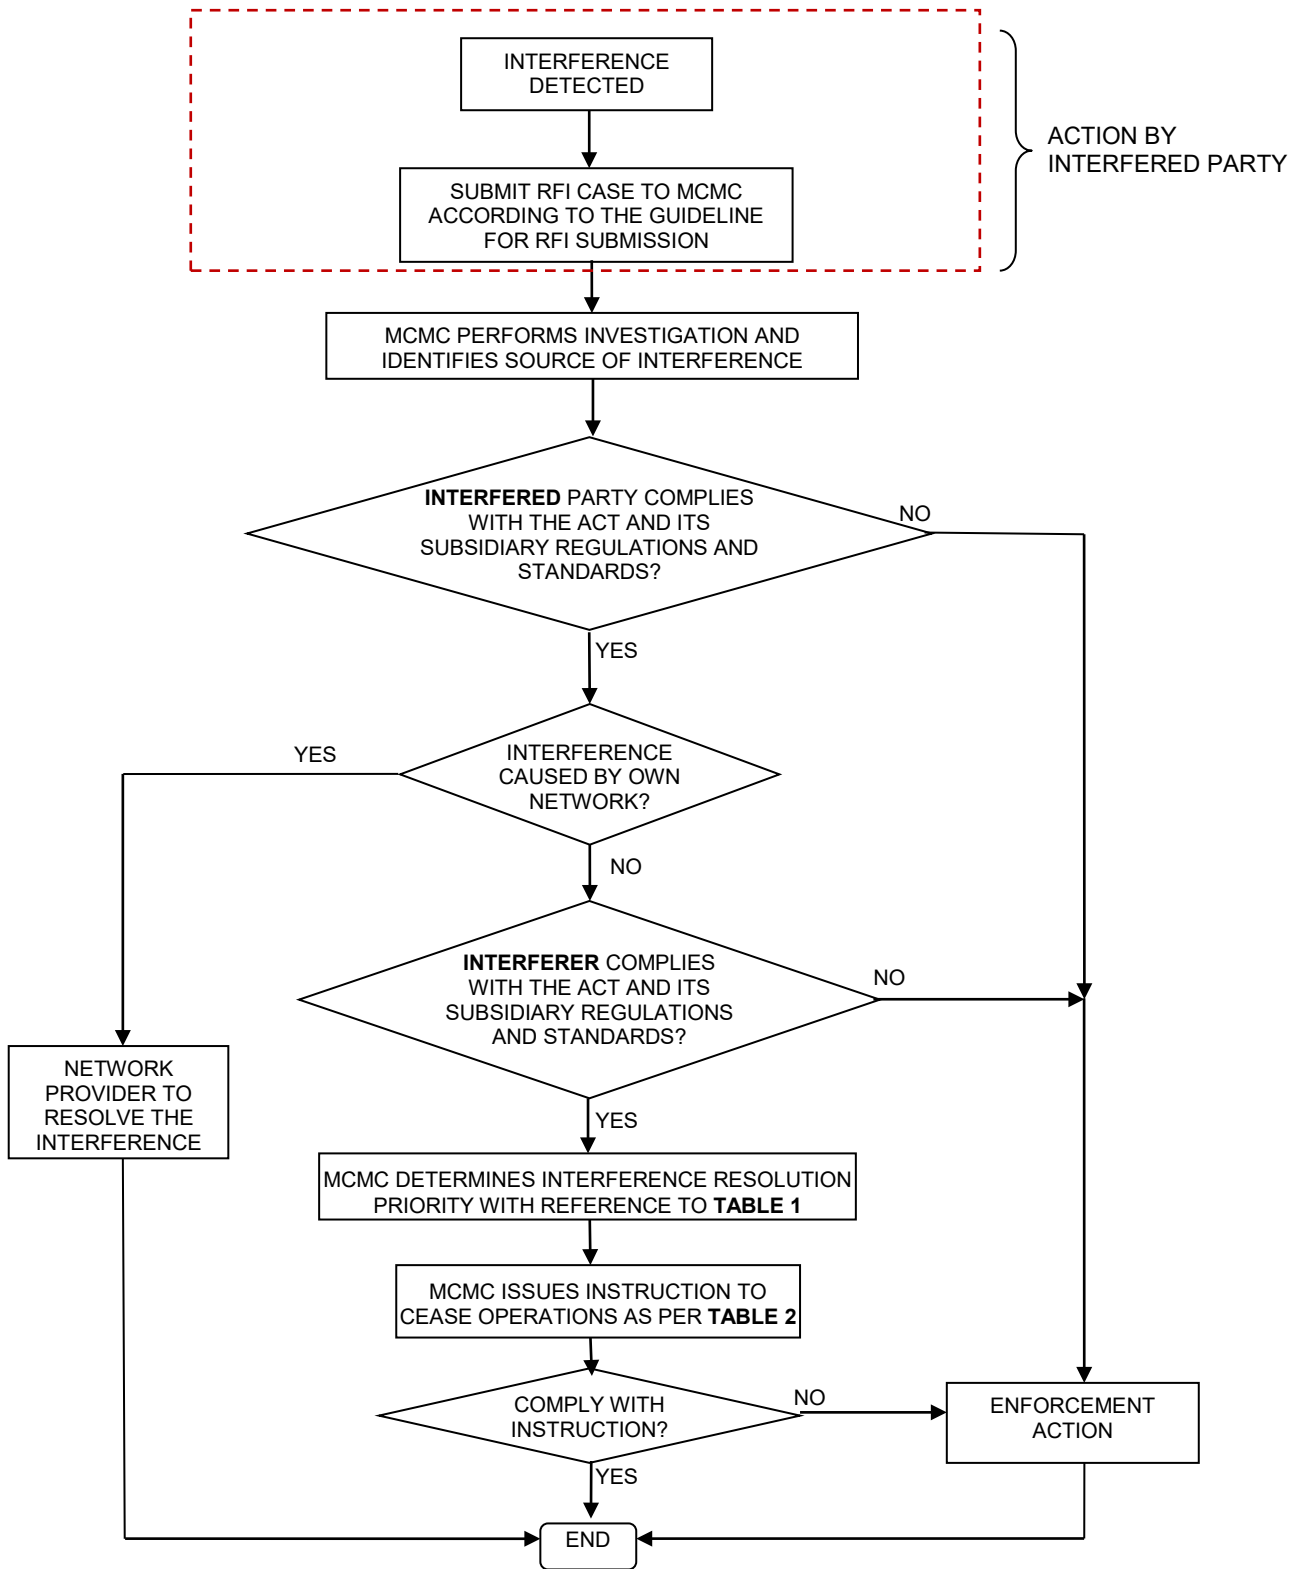 INTERFERENCE
DETECTED
ACTION BY
INTERFERED PARTY
SUBMIT RFI CASE TO MCMC
ACCORDING TO THE GUIDELINE
FOR RFI SUBMISSION
MCMC PERFORMS INVESTIGATION AND
IDENTIFIES SOURCE OF INTERFERENCE
INTERFERED PARTY COMPLIES
WITH THE ACT AND ITS
SUBSIDIARY REGULATIONS AND
STANDARDS?
NO
YES
INTERFERENCE
CAUSED BY OWN
NETWORK?
YES
NO
INTERFERER COMPLIES
WITH THE ACT AND ITS
SUBSIDIARY REGULATIONS
AND STANDARDS?
NO
NETWORK
PROVIDER TO
RESOLVE THE
INTERFERENCE
YES
MCMC DETERMINES INTERFERENCE RESOLUTION
PRIORITY WITH REFERENCE TO TABLE 1
MCMC ISSUES INSTRUCTION TO
CEASE OPERATIONS AS PER TABLE 2
COMPLY WITH
INSTRUCTION?
NO
ENFORCEMENT
ACTION
YES
END